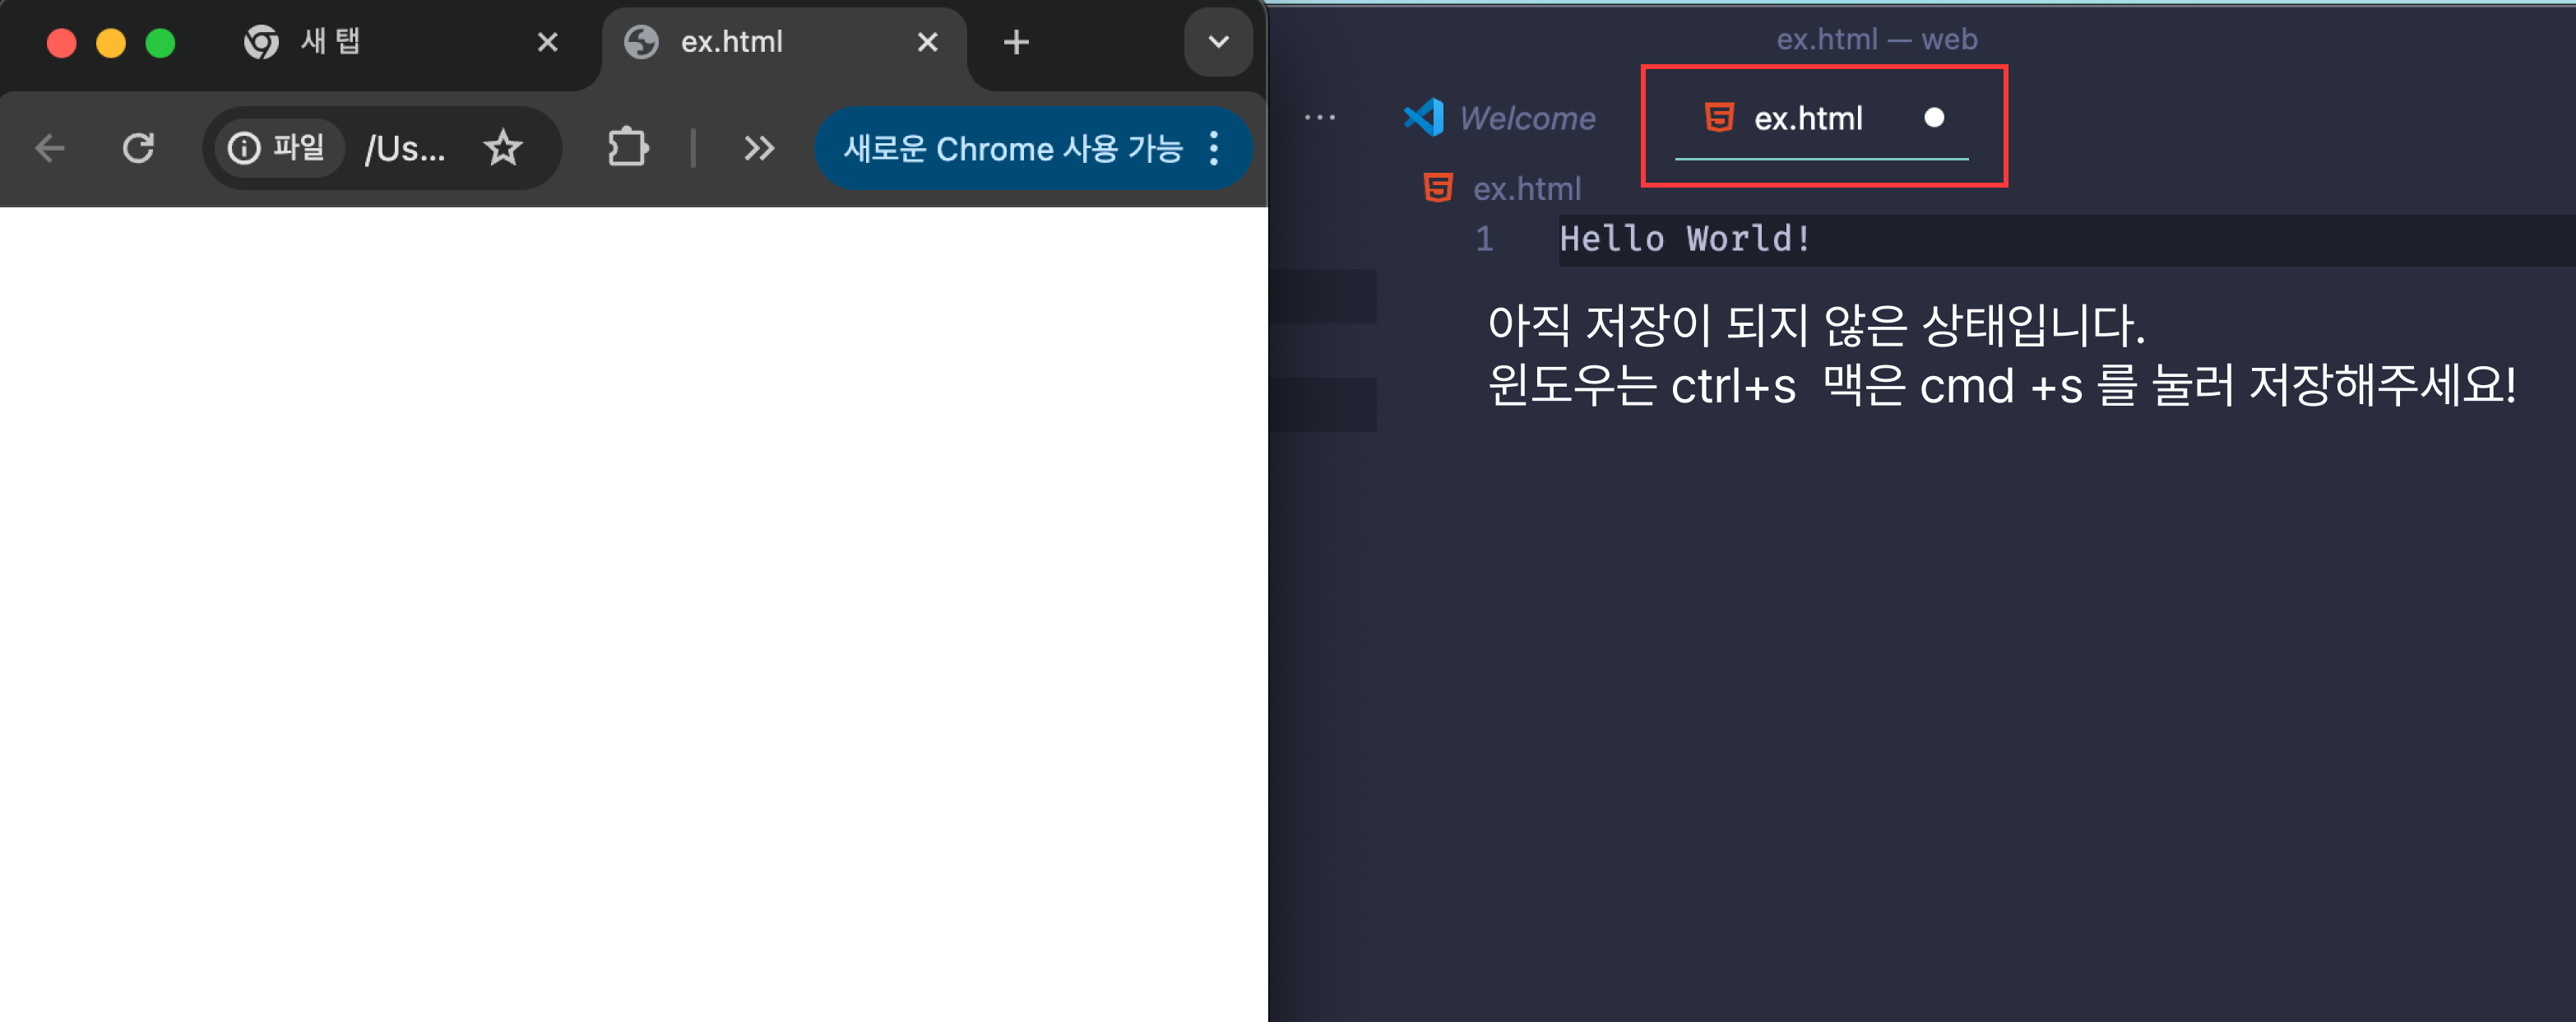 새 탭
ex.html
파일 /Us...
새로운 Chrome 사용 가능
ex.html — web
Welcome
ex.html
ex.html
1 Hello World!
아직 저장이 되지 않은 상태입니다.
윈도우는 ctrl+s 맥은 cmd +s 를 눌러 저장해주세요!